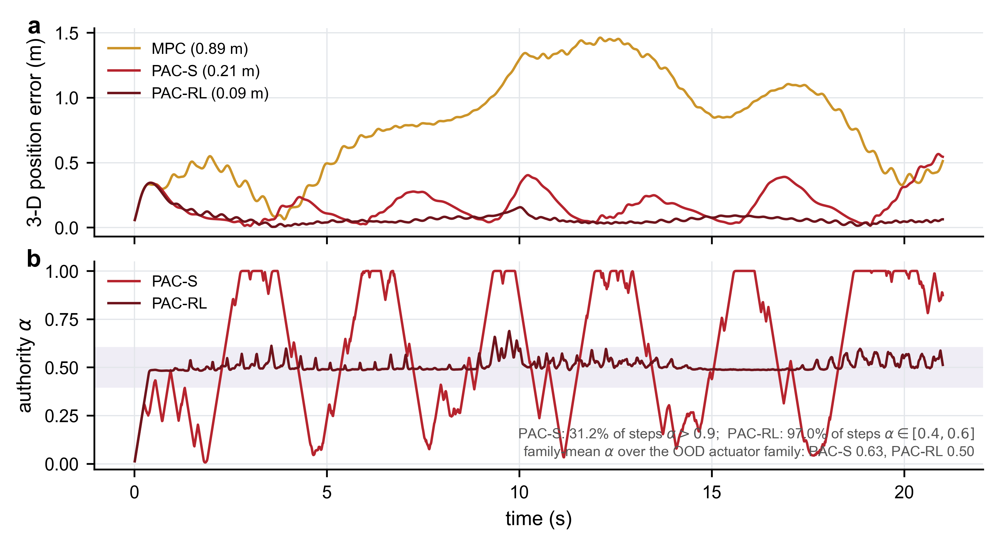 a
1.5
1.0
0.5
0.0
3-D position error (m)
MPC (0.89 m)
PAC-S (0.21 m)
PAC-RL (0.09 m)
b
1.00
0.75
0.50
0.25
0.00
authority α
PAC-S
PAC-RL
PAC-S: 31.2% of steps α > 0.9; PAC-RL: 97.0% of steps α ∈ [0.4, 0.6]
family-mean α over the OOD actuator family: PAC-S 0.63, PAC-RL 0.50
0 5 10 15 20
time (s)